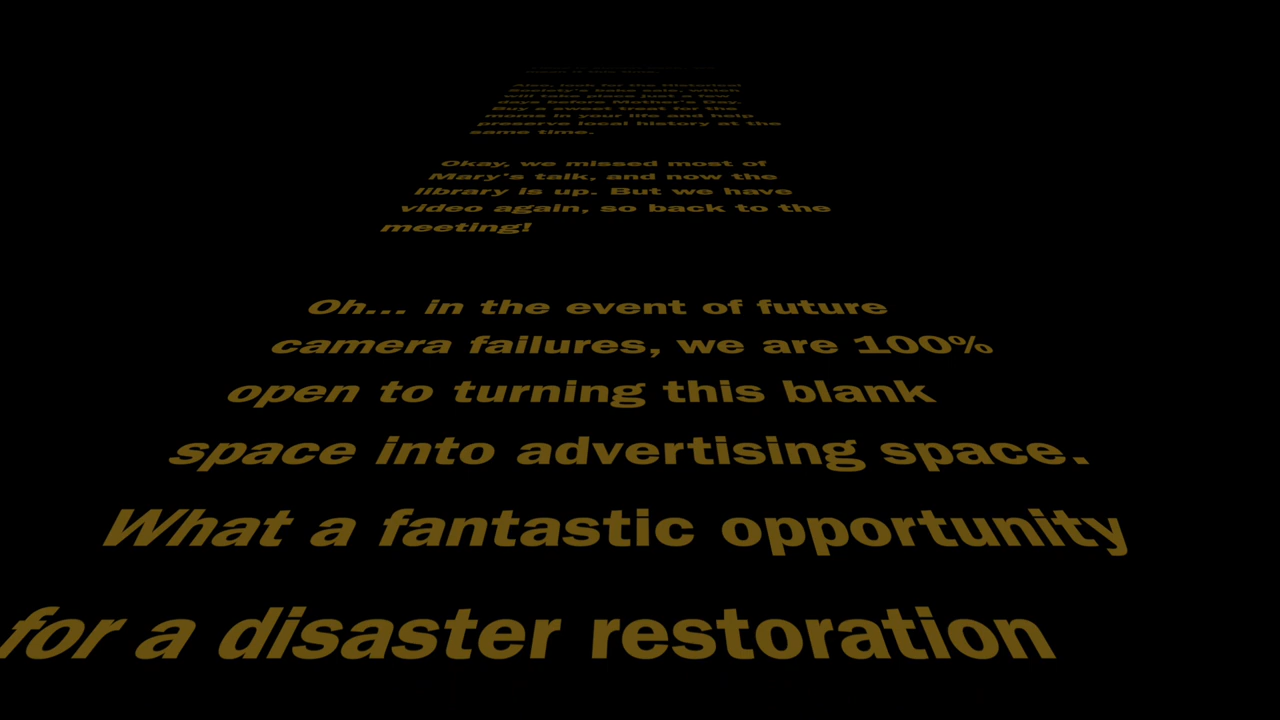 Also, look for the Historical
Society's bake sale, which
will take place just a few
days before Mother's Day.
Buy a sweet treat for the
moms in your life and help
preserve local history at the
same time.
Okay, we missed most of
Mary's talk, and now the
library is up. But we have
video again, so back to the
meeting!
Oh... in the event of future
camera failures, we are 100%
open to turning this blank
space into advertising space.
What a fantastic opportunity
for a disaster restoration